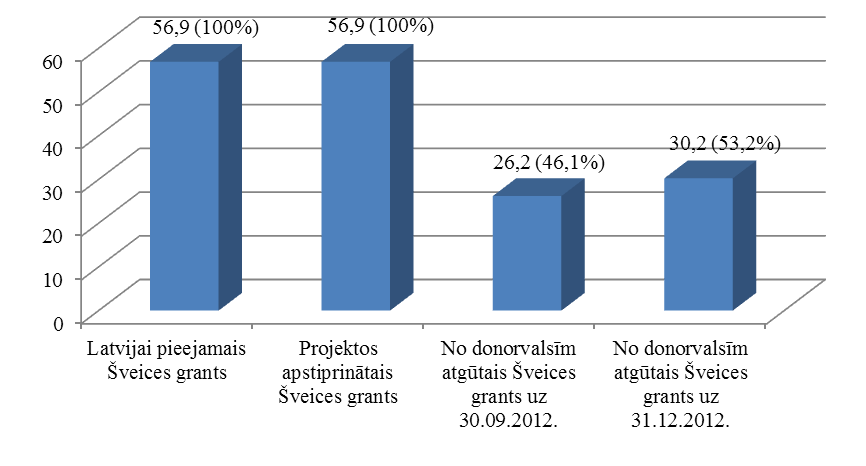 56,9 (100%)
56,9 (100%)
26,2 (46,1%)
30,2 (53,2%)
60
50
40
30
20
10
0
Latvijai pieejamais
Šveices grants
Projektos
apstiprinātais
Šveices grants
No donorvalsīm
atgūtais Šveices
grants uz
30.09.2012.
No donorvalsīm
atgūtais Šveices
grants uz
31.12.2012.